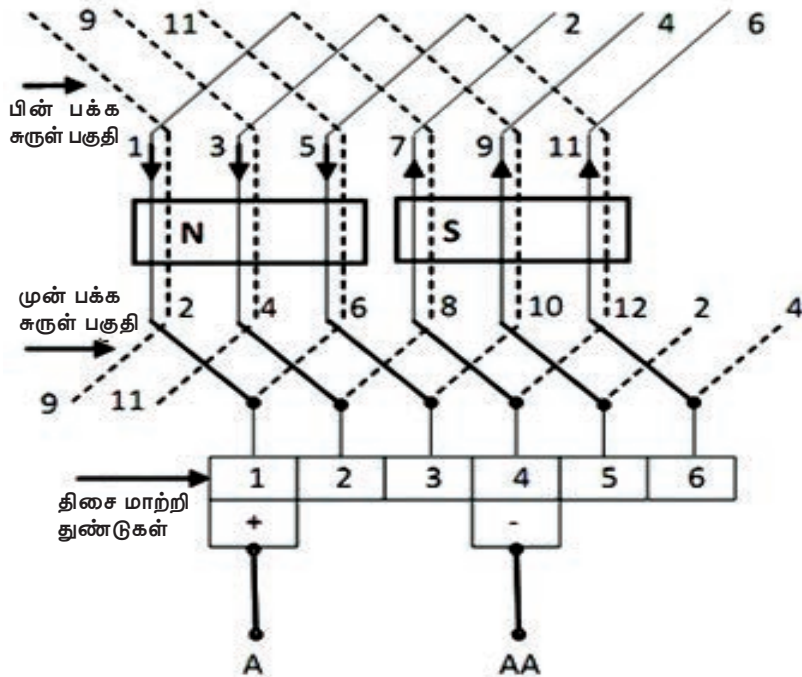 9 11 2 4 6
பின் பக்க
சுருள் பகுதி
1 3 5 7 9 11
N S
முன் பக்க
சுருள் பகுதி
2 4 6 8 10 12 2 4
9 11
1 2 3 4 5 6
திசை மாற்றி
துண்டுகள்
+ -
A AA